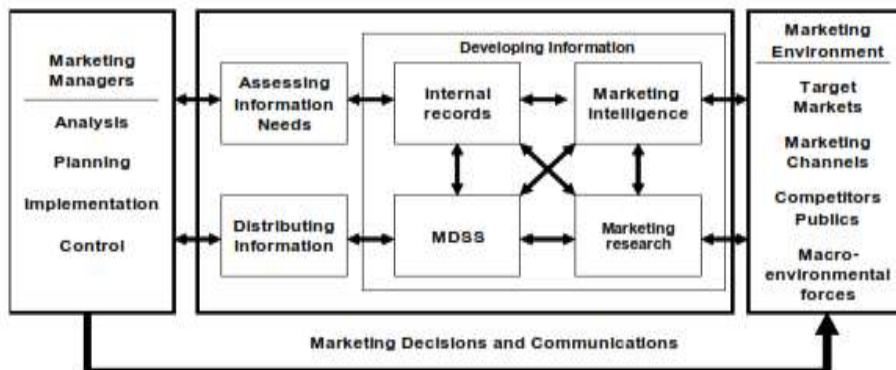 Marketing
Managers
Analysis
Planning
Implementation
Control
Developing Information
Assessing
Information
Needs
Internal
records
Marketing
Intelligence
Distributing
Information
MDSS
Marketing
research
Marketing
Environment
Target
Markets
Marketing
Channels
Competitors
Publics
Macro-
environmental
forces
Marketing Decisions and Communications